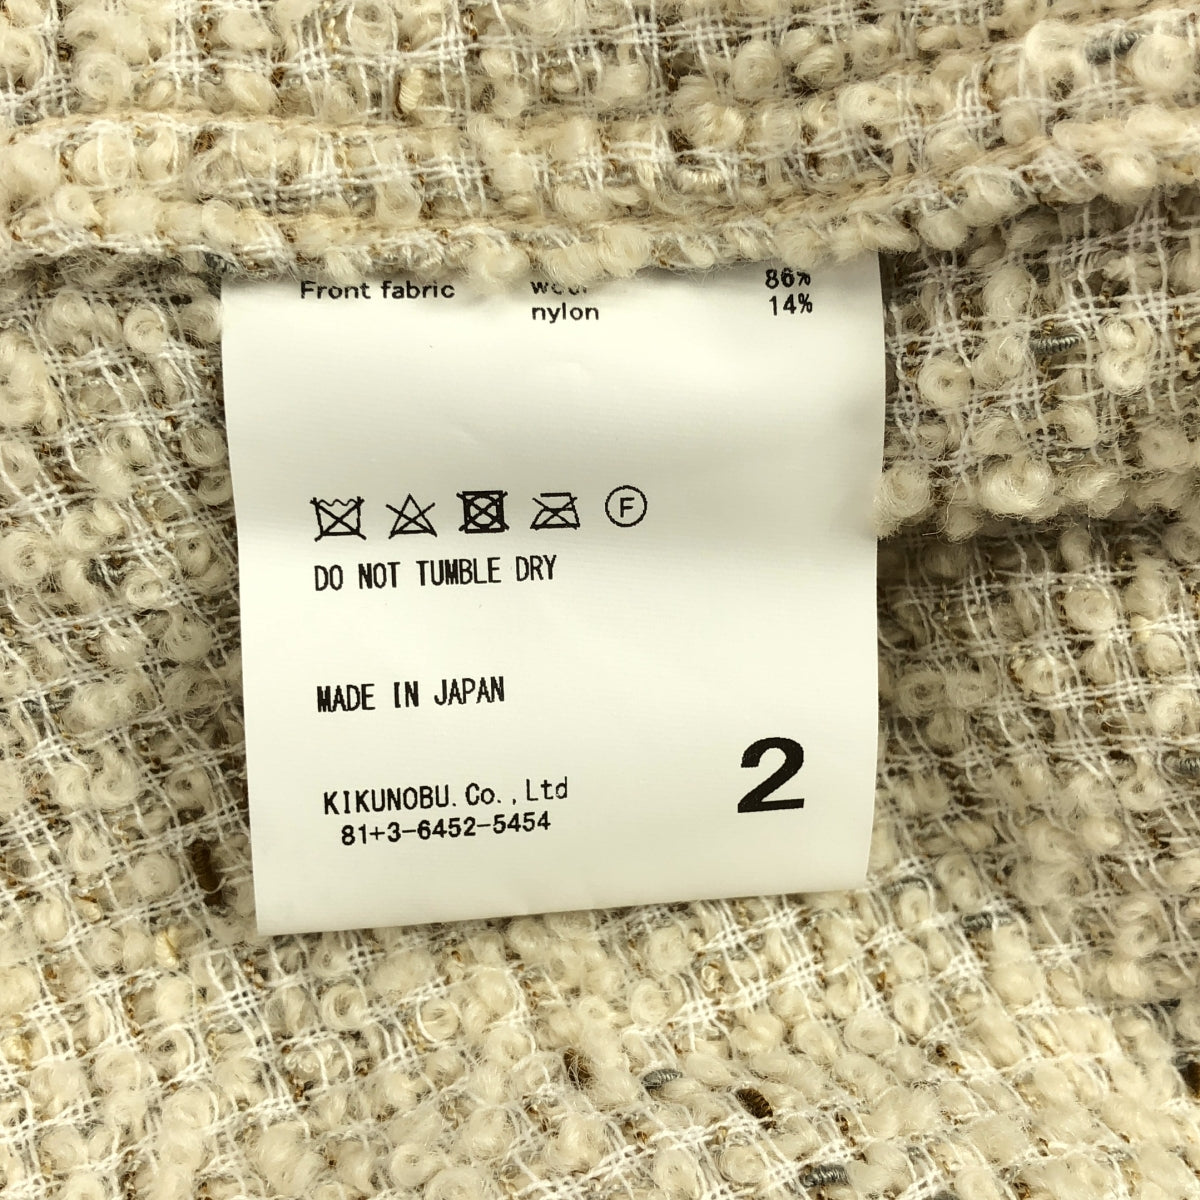 Front fabric wool 86%
nylon 14%
F
DO NOT TUMBLE DRY
MADE IN JAPAN
KIKUNOBU.Co.,Ltd
81+3-6452-5454
2